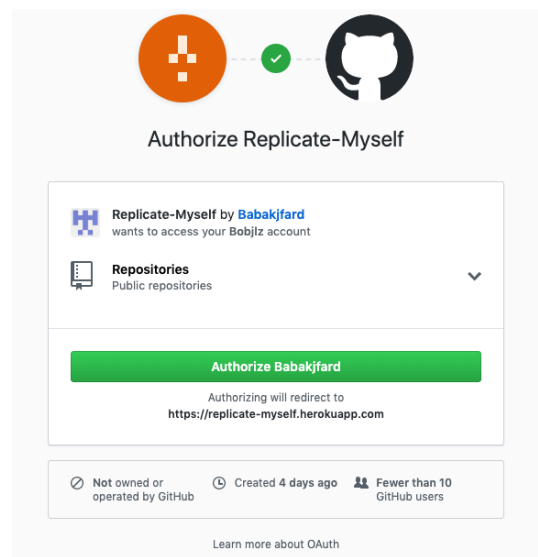 Authorize Replicate-Myself
Replicate-Myself by Babakjfard
wants to access your Bobjlz account
Repositories
Public repositories
Authorize Babakjfard
Authorizing will redirect to
https://replicate-myself.herokuapp.com
Not owned or
operated by GitHub
Created 4 days ago
Fewer than 10
GitHub users
Learn more about OAuth